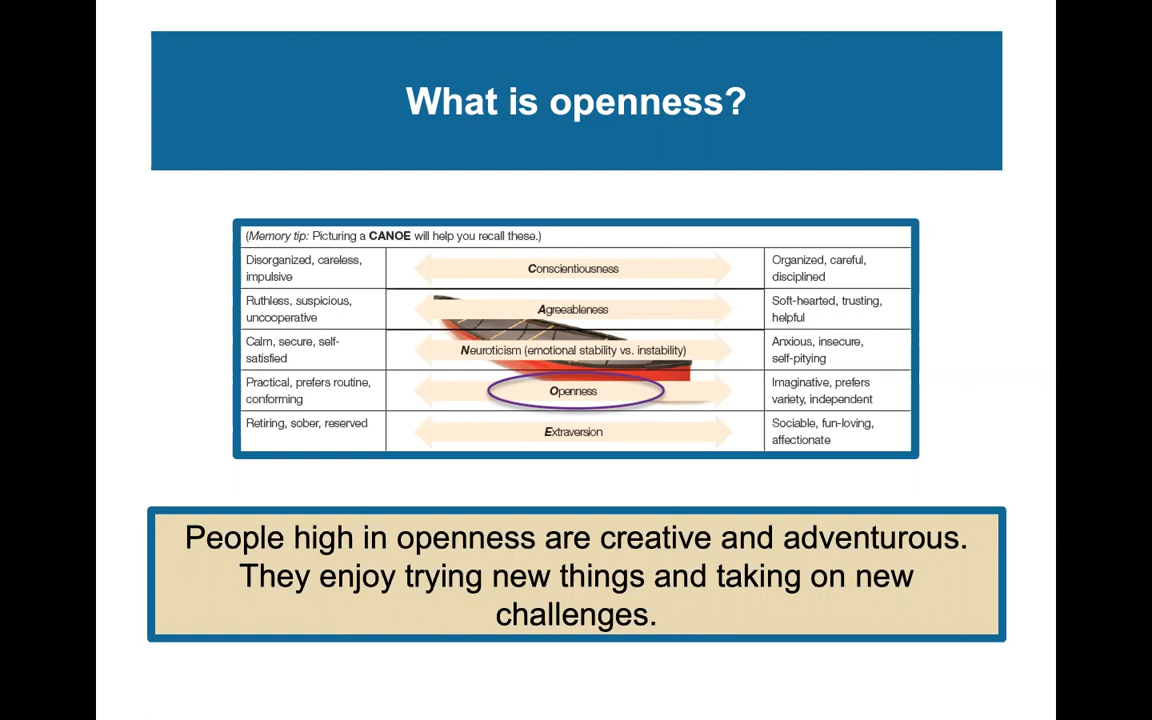 What is openness?
(Memory tip: Picturing a CANOE will help you recall these.)
Disorganized, careless,
impulsive
Conscientiousness
Organized, careful,
disciplined
Ruthless, suspicious,
uncooperative
Agreeableness
Soft-hearted, trusting,
helpful
Calm, secure, self-
satisfied
Neuroticism (emotional stability vs. instability)
Anxious, insecure,
self-pitying
Practical, prefers routine,
conforming
Openness
Imaginative, prefers
variety, independent
Retiring, sober, reserved
Extraversion
Sociable, fun-loving,
affectionate
People high in openness are creative and adventurous.
They enjoy trying new things and taking on new
challenges.